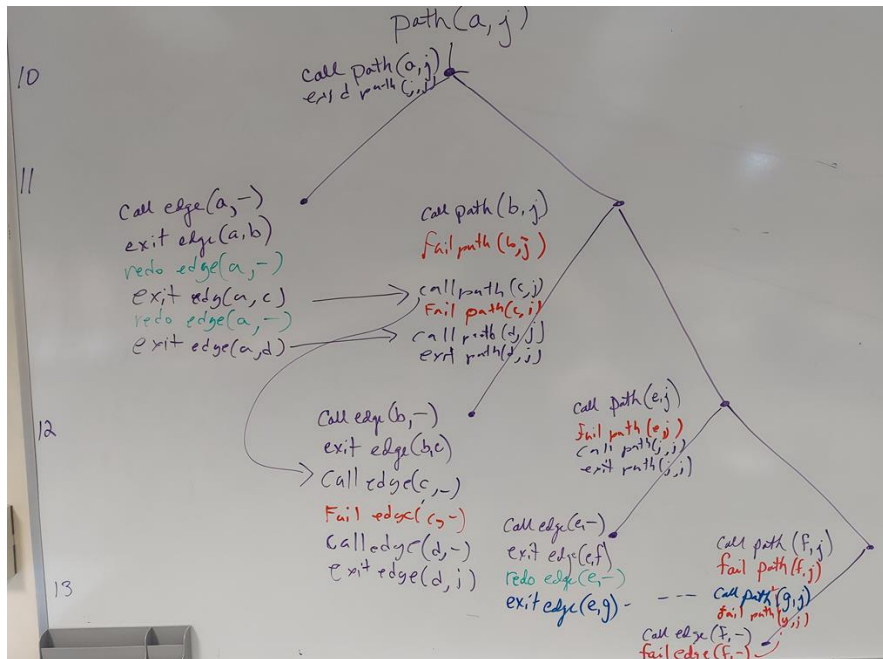 path(a,j)
10
call path(a,j)
exit path(j,j)
11
call edge(a,-)
exit edge(a,b)
redo edge(a,-)
exit edge(a,c)
redo edge(a,-)
exit edge(a,d)
call path(b,j)
fail path(b,j)
call path(c,j)
Fail path(c,j)
call path(d,j)
exit path(d,j)
12
Call edge(b,-)
exit edge(b,e)
Call edge(c,-)
Fail edge(c,-)
Call edge(d,-)
exit edge(d,j)
call path(e,j)
fail path(e,j)
call path(j,j)
exit path(j,j)
13
Call edge(e,-)
exit edge(e,f)
redo edge(e,-)
exit edge(e,g)
call path(f,j)
fail path(f,j)
call path(g,j)
fail path(g,j)
call edge(f,-)
fail edge(f,-)